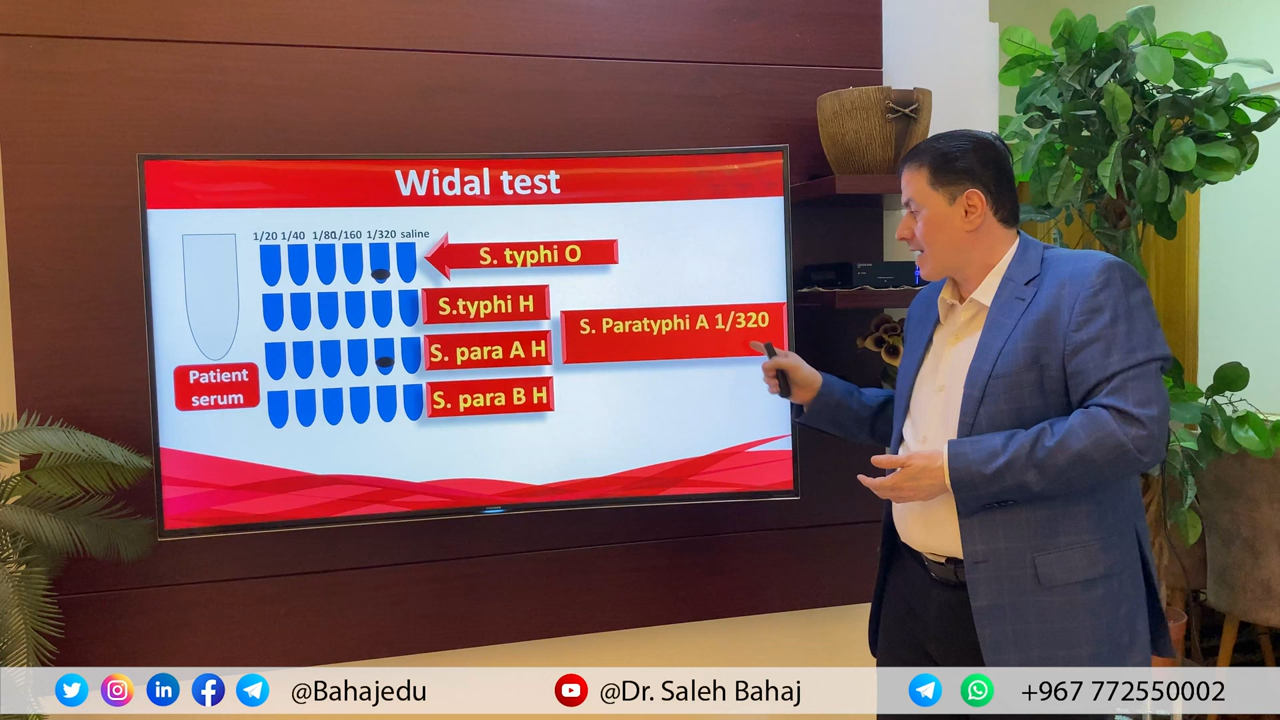 Widal test
1/20 1/40 1/80 1/160 1/320 saline
S. typhi O
S.typhi H
S. Paratyphi A 1/320
S. para A H
Patient
serum
S. para B H
@Bahajedu
@Dr. Saleh Bahaj
+967 772550002